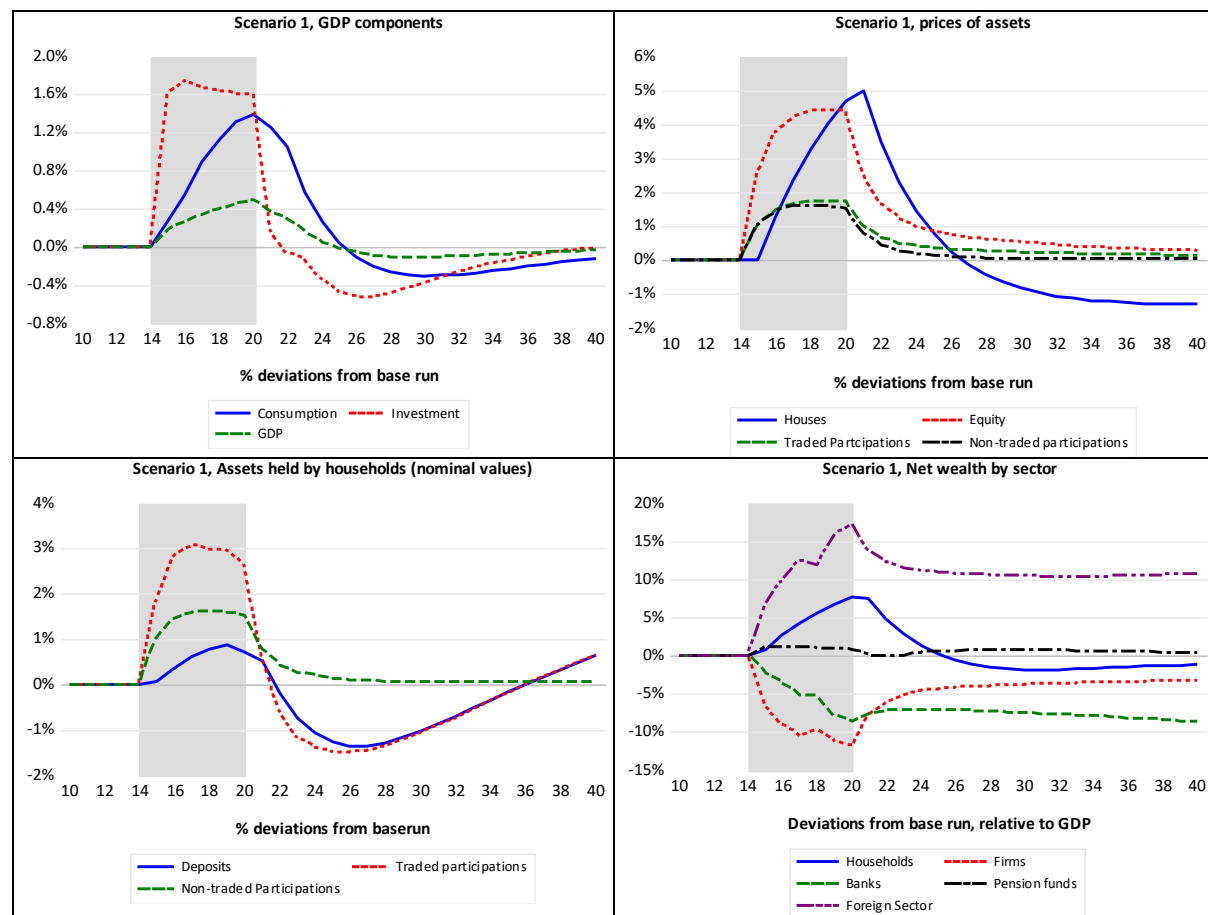 Scenario 1, GDP components
2.0%
1.6%
1.2%
0.8%
0.4%
0.0%
-0.4%
-0.8%
10 12 14 16 18 20 22 24 26 28 30 32 34 36 38 40
% deviations from base run
Consumption Investment
GDP
Scenario 1, prices of assets
6%
5%
4%
3%
2%
1%
0%
-1%
-2%
10 12 14 16 18 20 22 24 26 28 30 32 34 36 38 40
% deviations from base run
Houses Equity
Traded Partcipations Non-traded participations
Scenario 1, Assets held by households (nominal values)
4%
3%
2%
1%
0%
-1%
-2%
10 12 14 16 18 20 22 24 26 28 30 32 34 36 38 40
% deviations from baserun
Deposits Traded participations
Non-traded Participations
Scenario 1, Net wealth by sector
20%
15%
10%
5%
0%
-5%
-10%
-15%
10 12 14 16 18 20 22 24 26 28 30 32 34 36 38 40
Deviations from base run, relative to GDP
Households Firms
Banks Pension funds
Foreign Sector